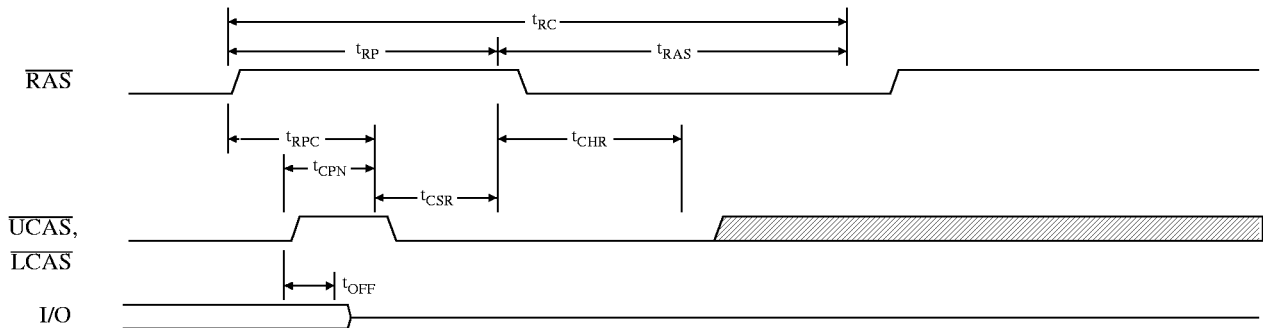 tRC
tRP
tRAS
RAS
tRPC
tCHR
tCPN
tCSR
UCAS,
LCAS
tOFF
I/O